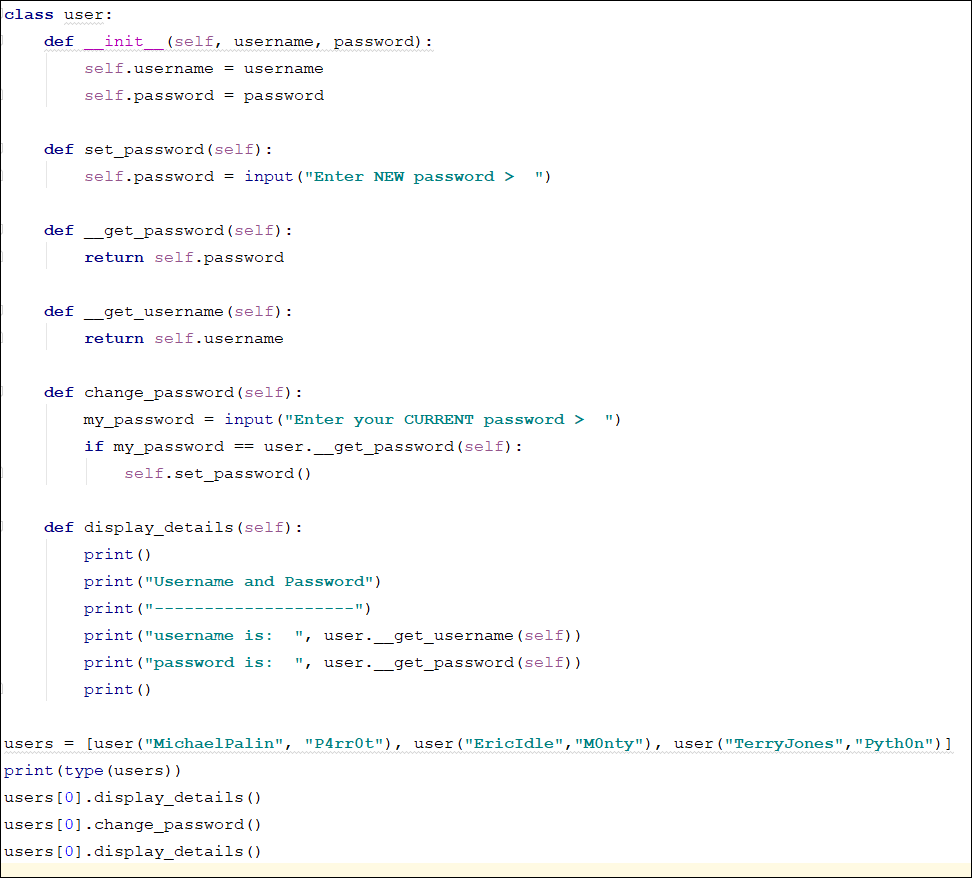 class user:
    def __init__(self, username, password):
        self.username = username
        self.password = password

    def set_password(self):
        self.password = input("Enter NEW password >  ")

    def __get_password(self):
        return self.password

    def __get_username(self):
        return self.username

    def change_password(self):
        my_password = input("Enter your CURRENT password >  ")
        if my_password == user.__get_password(self):
            self.set_password()

    def display_details(self):
        print()
        print("Username and Password")
        print("--------------------")
        print("username is:  ", user.__get_username(self))
        print("password is:  ", user.__get_password(self))
        print()

users = [user("MichaelPalin", "P4rr0t"), user("EricIdle","M0nty"), user("TerryJones","Pyth0n")]
print(type(users))
users[0].display_details()
users[0].change_password()
users[0].display_details()